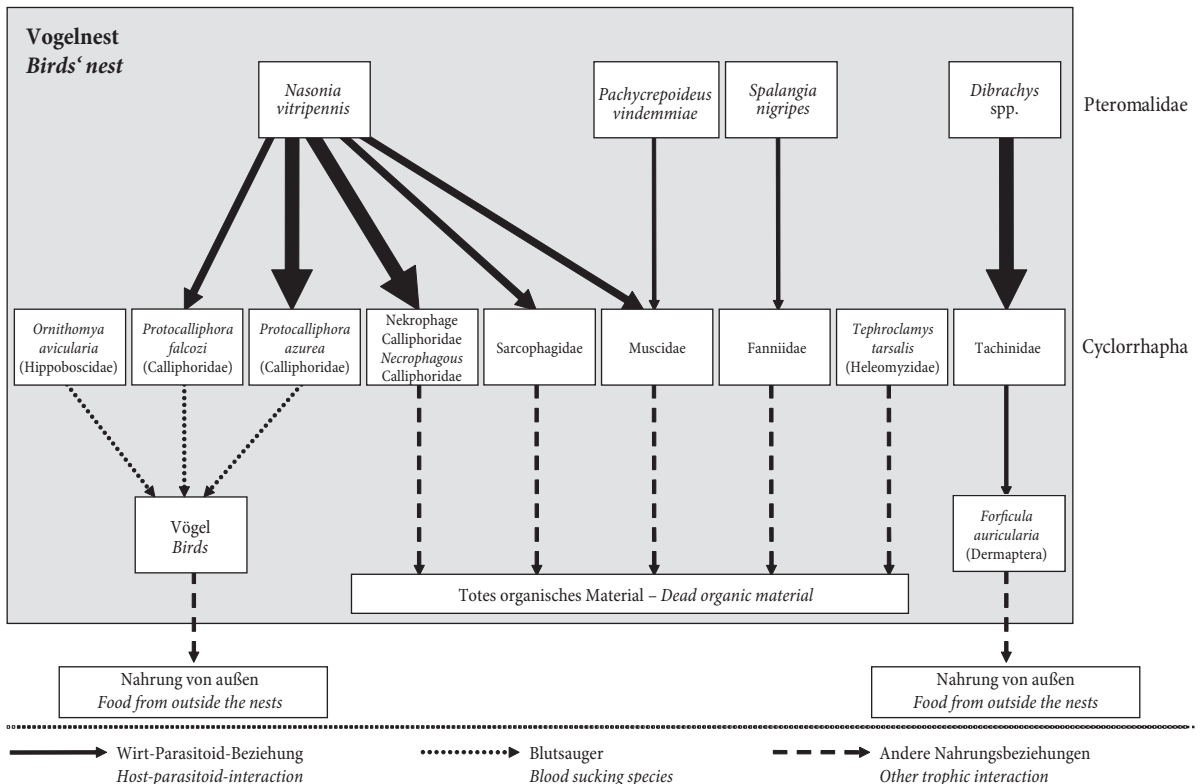 Vogelnest
Birds' nest
Nasonia
vitripennis
Pachycrepoideus
vindemmiae
Spalangia
nigripes
Dibrachys
spp.
Pteromalidae
Ornithomya
avicularia
(Hippoboscidae)
Protocalliphora
falcozi
(Calliphoridae)
Protocalliphora
azurea
(Calliphoridae)
Nekrophage
Calliphoridae
Necrophagous
Calliphoridae
Sarcophagidae
Muscidae
Fanniidae
Tephroclamys
tarsalis
(Heleomyzidae)
Tachinidae
Cyclorrhapha
Vögel
Birds
Forficula
auricularia
(Dermaptera)
Totes organisches Material – Dead organic material
Nahrung von außen
Food from outside the nests
Nahrung von außen
Food from outside the nests
Wirt-Parasitoid-Beziehung
Host-parasitoid-interaction
Blutsauger
Blood sucking species
Andere Nahrungsbeziehungen
Other trophic interaction